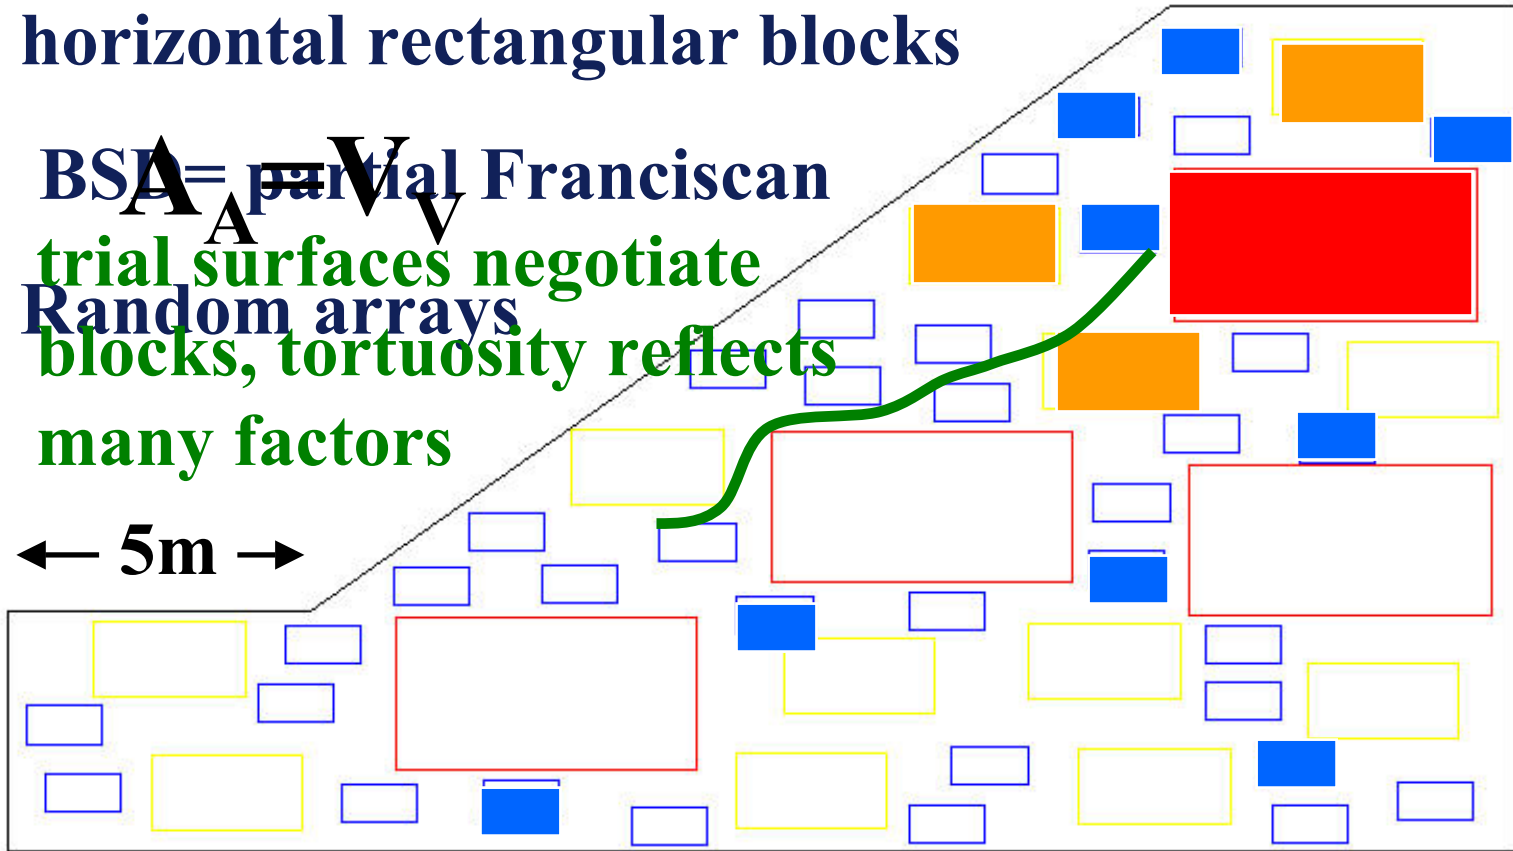 horizontal rectangular blocks
BSD= partial Franciscan
A_A =V_V
trial surfaces negotiate
Random arrays
blocks, tortuosity reflects
many factors
5m